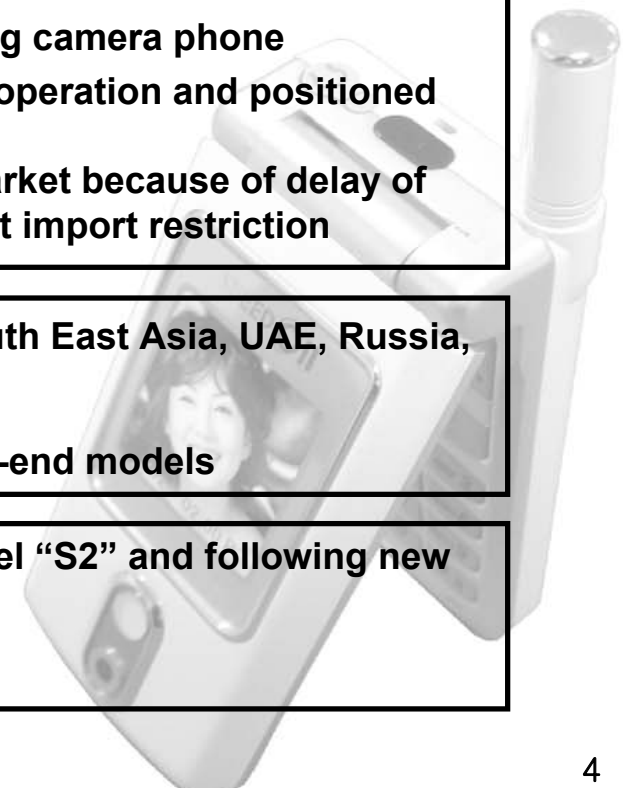 g camera phone
operation and positioned
arket because of delay of
t import restriction
uth East Asia, UAE, Russia,
-end models
el “S2” and following new
4